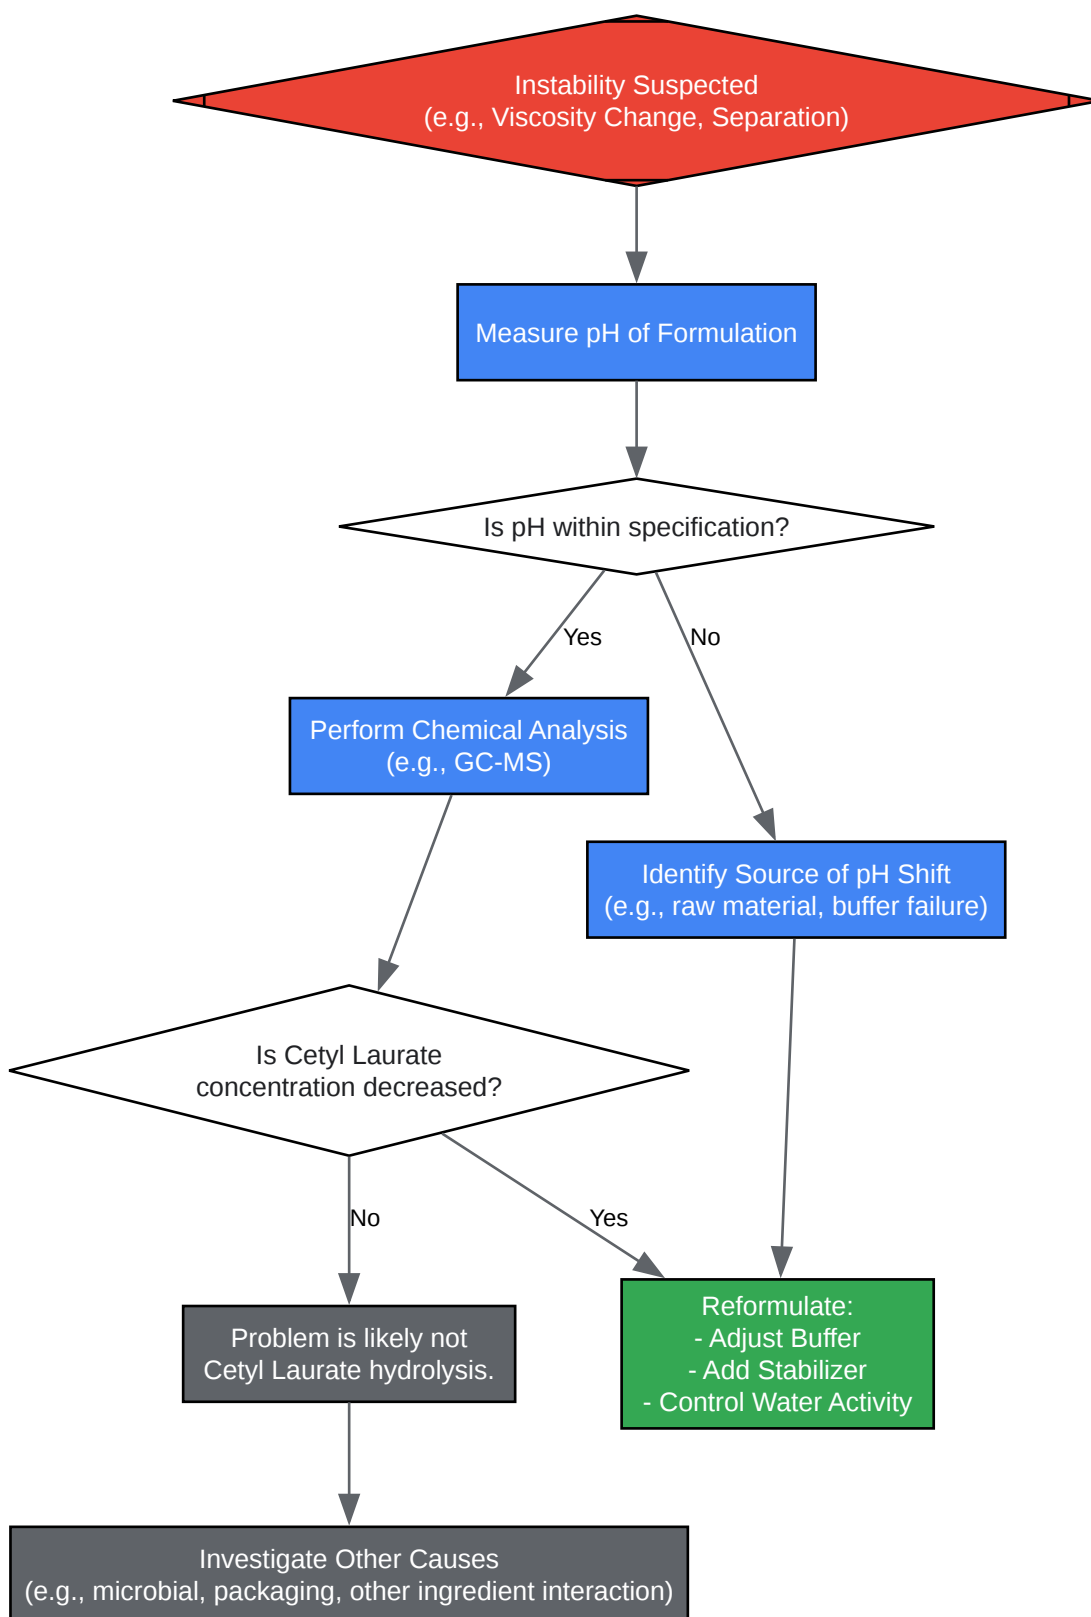 Instability Suspected
(e.g., Viscosity Change, Separation)
Measure pH of Formulation
Is pH within specification?
Yes
No
Perform Chemical Analysis
(e.g., GC-MS)
Identify Source of pH Shift
(e.g., raw material, buffer failure)
Is Cetyl Laurate
concentration decreased?
No
Yes
Reformulate:
- Adjust Buffer
- Add Stabilizer
- Control Water Activity
Problem is likely not
Cetyl Laurate hydrolysis.
Investigate Other Causes
(e.g., microbial, packaging, other ingredient interaction)